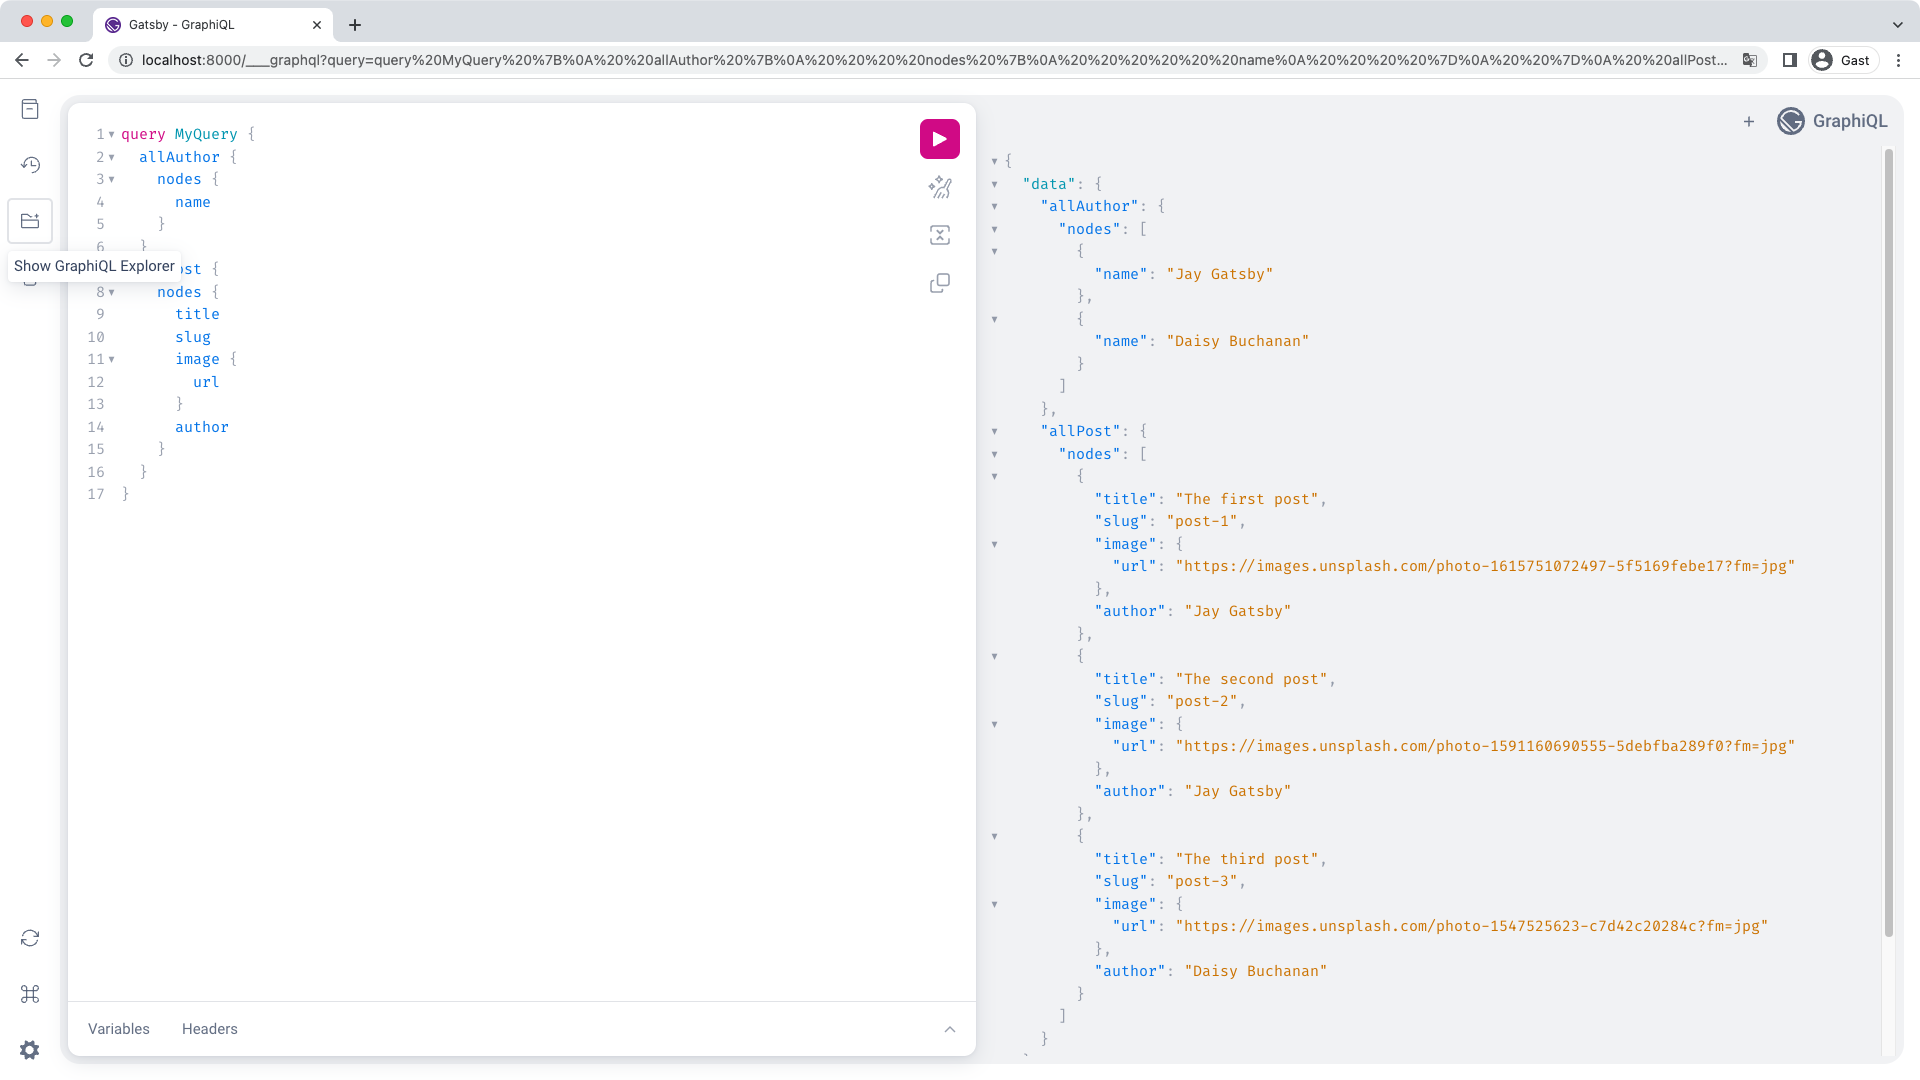 Gatsby - GraphiQL
localhost:8000/___graphql?query=query%20MyQuery%20%7B%0A%20%20allAuthor%20%7B%0A%20%20%20%20nodes%20%7B%0A%20%20%20%20%20%20name%0A%20%20%20%20%7D%0A%20%20%7D%0A%20%20allPost...
Gast
GraphiQL
Show GraphiQL Explorer
1 query MyQuery {
2 allAuthor {
3 nodes {
4 name
5 }
6 }
st {
8 nodes {
9 title
10 slug
11 image {
12 url
13 }
14 author
15 }
16 }
17 }
Variables
Headers
{
"data": {
"allAuthor": {
"nodes": [
{
"name": "Jay Gatsby"
},
{
"name": "Daisy Buchanan"
}
]
},
"allPost": {
"nodes": [
{
"title": "The first post",
"slug": "post-1",
"image": {
"url": "https://images.unsplash.com/photo-1615751072497-5f5169febe17?fm=jpg"
},
"author": "Jay Gatsby"
},
{
"title": "The second post",
"slug": "post-2",
"image": {
"url": "https://images.unsplash.com/photo-1591160690555-5debfba289f0?fm=jpg"
},
"author": "Jay Gatsby"
},
{
"title": "The third post",
"slug": "post-3",
"image": {
"url": "https://images.unsplash.com/photo-1547525623-c7d42c20284c?fm=jpg"
},
"author": "Daisy Buchanan"
}
]
}